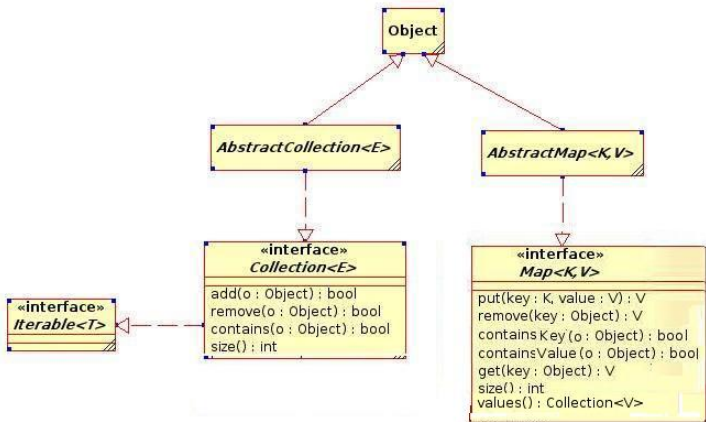 Object
AbstractCollection<E>
AbstractMap<K,V>
«interface»
Collection<E>
add(o : Object) : bool
remove(o : Object) : bool
contains(o : Object) : bool
size() : int
«interface»
Iterable<T>
«interface»
Map<K,V>
put(key : K, value : V) : V
remove(key : Object) : V
contains Key (o : Object) : bool
containsValue (o : Object) : bool
get(key : Object) : V
size() : int
values() : Collection<V>